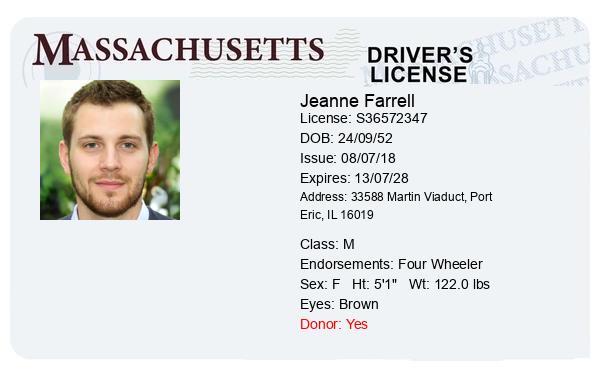 MASSACHUSETTS
DRIVER'S
LICENSE
Jeanne Farrell
License: S36572347
DOB: 24/09/52
Issue: 08/07/18
Expires: 13/07/28
Address: 33588 Martin Viaduct, Port
Eric, IL 16019
Class: M
Endorsements: Four Wheeler
Sex: F Ht: 5'1" Wt: 122.0 lbs
Eyes: Brown
Donor: Yes